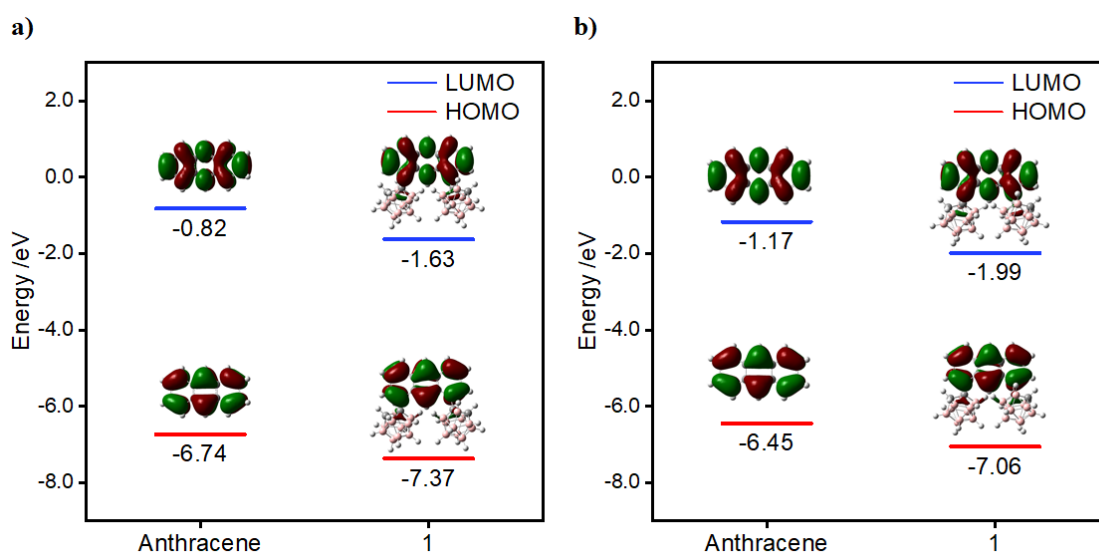 a)
LUMO
HOMO
Energy /eV
2.0
0.0
-2.0
-4.0
-6.0
-8.0
-0.82
-1.63
-6.74
-7.37
Anthracene
1
b)
LUMO
HOMO
Energy /eV
2.0
0.0
-2.0
-4.0
-6.0
-8.0
-1.17
-1.99
-6.45
-7.06
Anthracene
1